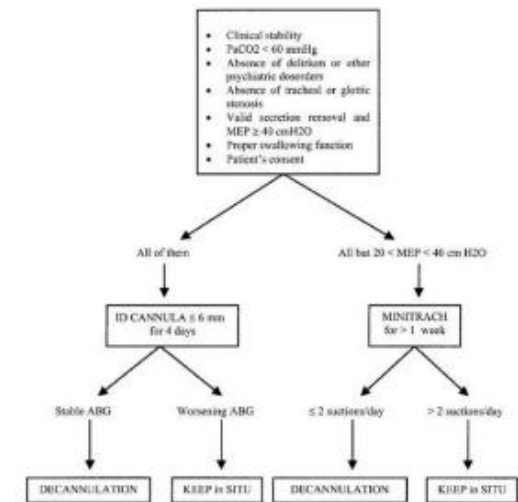 • Clinical stability
• PaCO2 < 60 mmHg
• Absence of delirium or other
psychiatric dosorders
• Absence of tracheal or glottic
stenosis
• Valid secretion removal and
MEP ≥ 40 cmH2O
• Proper swallowing function
• Patient's consent
All of them
All but 20 < MEP < 40 cm H2O
ID CANNULA ≤ 6 mm
for 4 days
MINITRACH
for > 1 week
Stable ABG
Worsening ABG
≤ 2 suctions/day
> 2 suctions/day
DECANNULATION
KEEP in SITU
DECANNULATION
KEEP in SITU